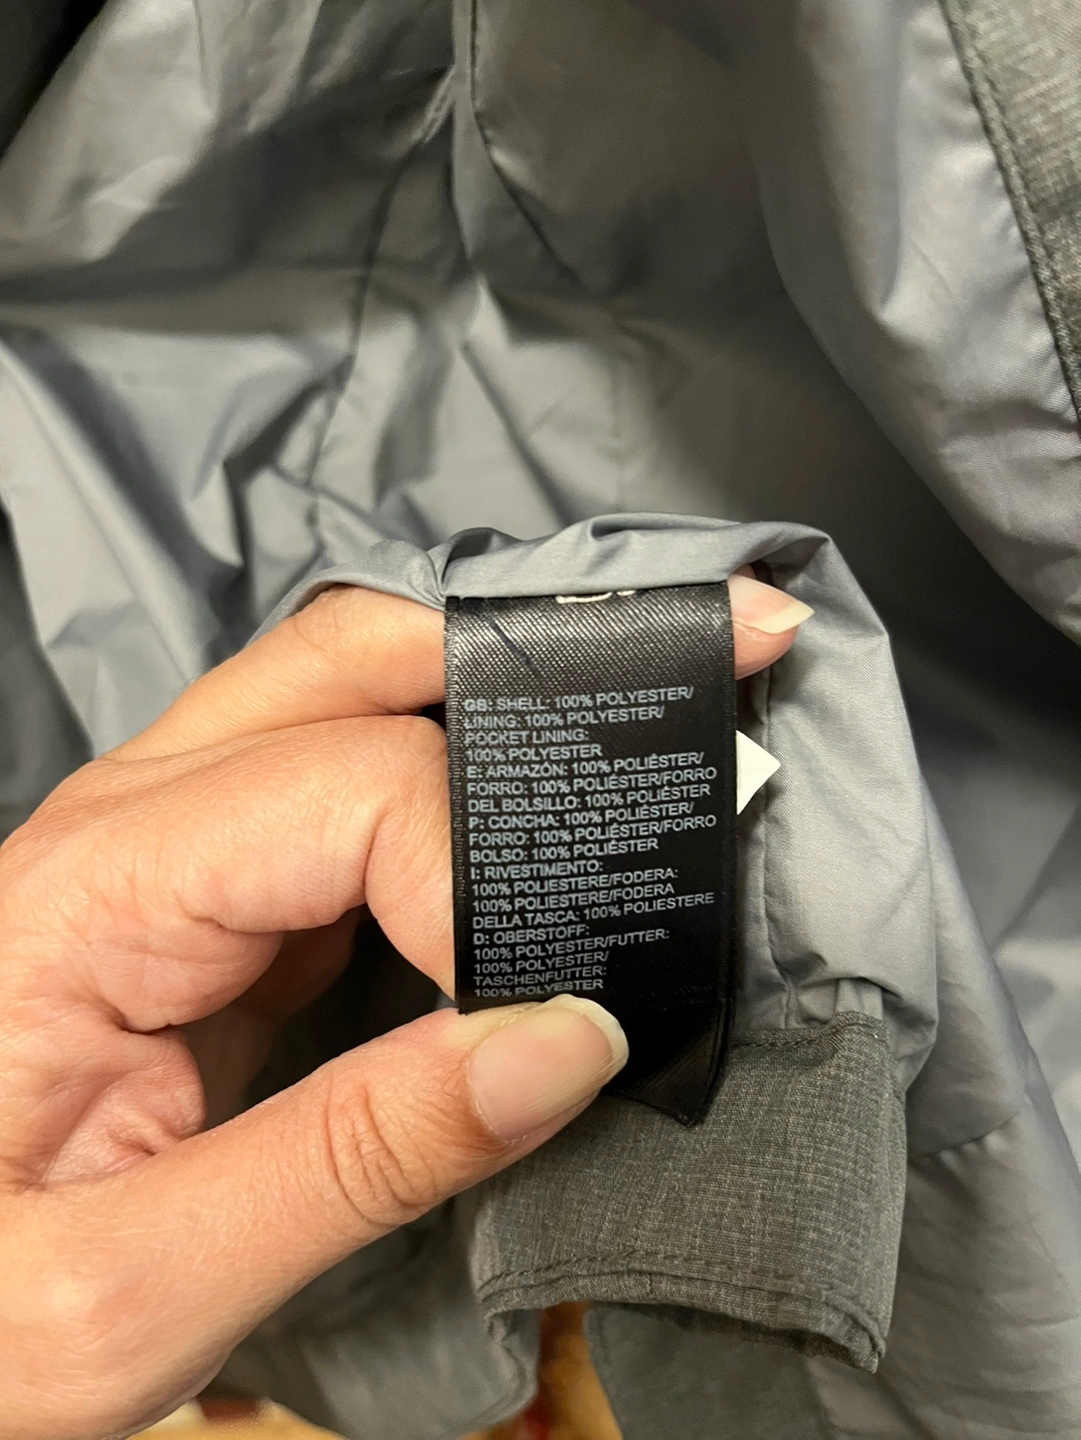 GB: SHELL: 100% POLYESTER/
LINING: 100% POLYESTER/
POCKET LINING:
100% POLYESTER
E: ARMAZÓN: 100% POLIÉSTER/
FORRO: 100% POLIÉSTER/FORRO
DEL BOLSILLO: 100% POLIÉSTER
P: CONCHA: 100% POLIÉSTER/
FORRO: 100% POLIÉSTER/FORRO
BOLSO: 100% POLIÉSTER
I: RIVESTIMENTO:
100% POLIESTERE/FODERA:
100% POLIESTERE/FODERA
DELLA TASCA: 100% POLIESTERE
D: OBERSTOFF:
100% POLYESTER/FUTTER:
100% POLYESTER/
TASCHENFUTTER:
100% POLYESTER